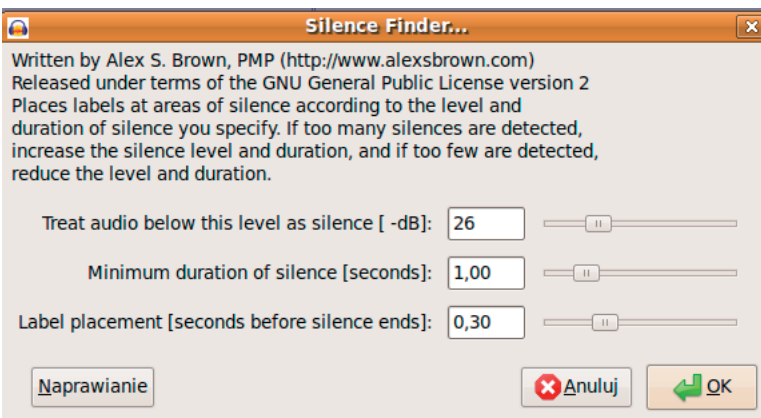 Silence Finder...
Written by Alex S. Brown, PMP (http://www.alexsbrown.com)
Released under terms of the GNU General Public License version 2
Places labels at areas of silence according to the level and
duration of silence you specify. If too many silences are detected,
increase the silence level and duration, and if too few are detected,
reduce the level and duration.
Treat audio below this level as silence [ -dB]: 26
Minimum duration of silence [seconds]: 1,00
Label placement [seconds before silence ends]: 0,30
Naprawianie Anuluj OK